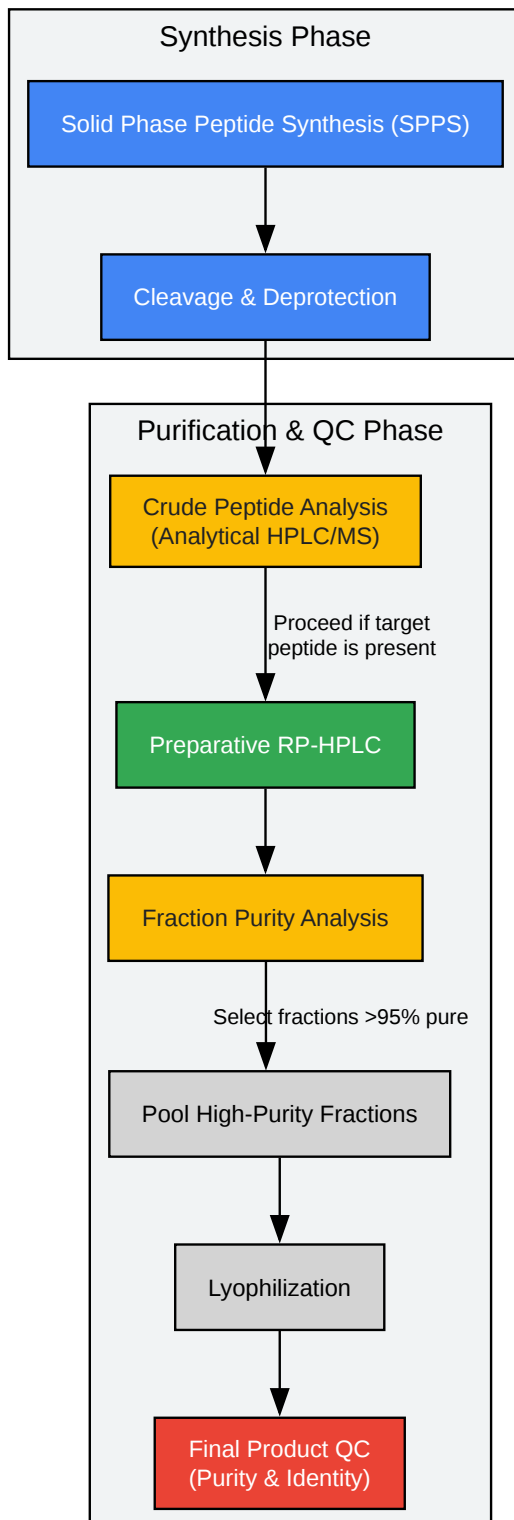 Synthesis Phase
Solid Phase Peptide Synthesis (SPPS)
Cleavage & Deprotection
Purification & QC Phase
Crude Peptide Analysis
(Analytical HPLC/MS)
Proceed if target
peptide is present
Preparative RP-HPLC
Fraction Purity Analysis
Select fractions >95% pure
Pool High-Purity Fractions
Lyophilization
Final Product QC
(Purity & Identity)